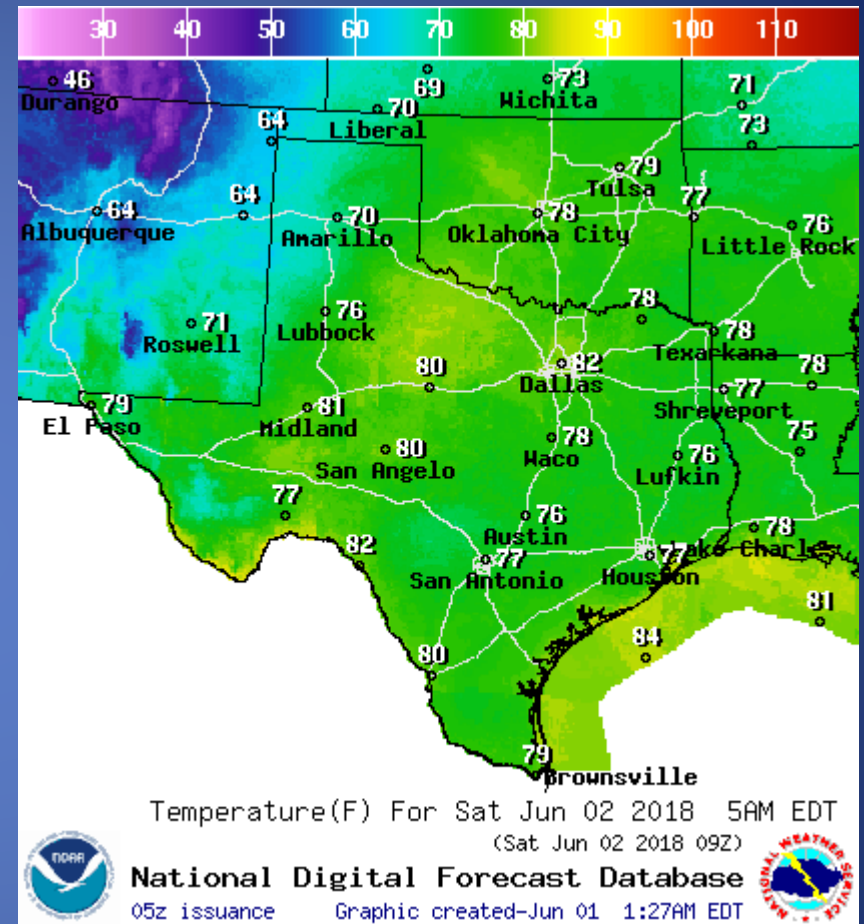 30 40 50 60 70 80 90 100 110
46
Durango
69
73
Wichita
71
70
Liberal
64
73
79
Tulsa
64
Albuquerque
64
70
Amarillo
78
Oklahoma City
77
76
Little Rock
71
Roswell
76
Lubbock
78
78
Texarkana
82
Dallas
80
78
77
Shreveport
79
El Paso
81
Midland
80
San Angelo
78
Waco
76
Lufkin
75
77
76
Austin
78
Lake Charle
82
77
San Antonio
77
Houston
81
84
80
79
Brownsville
Temperature(F) For Sat Jun 02 2018 5AM EDT
(Sat Jun 02 2018 09Z)
NOAA
NATIONAL WEATHER SERVICE
National Digital Forecast Database
05z issuance Graphic created-Jun 01 1:27AM EDT